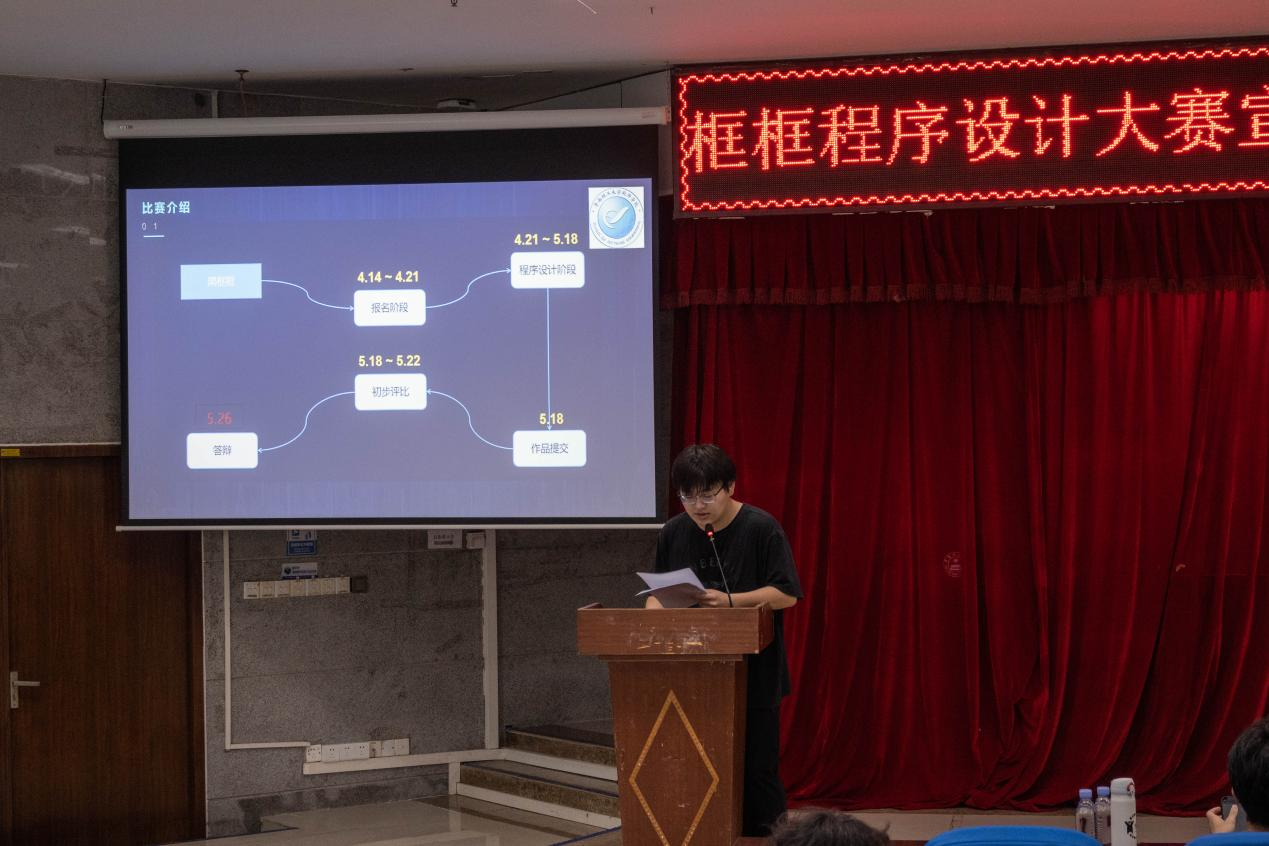 框框程序设计大赛宣
比赛介绍
0 1
4.21 ~ 5.18
程序设计阶段
4.14 ~ 4.21
报名阶段
5.18 ~ 5.22
初步评比
5.18
作品提交
5.26
答辩